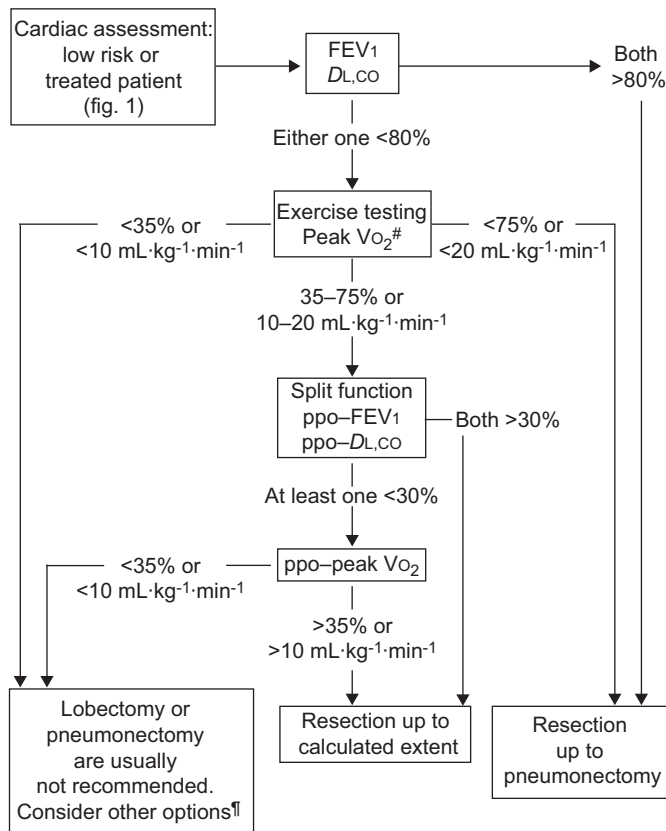 Cardiac assessment:
low risk or
treated patient
(fig. 1)
FEV1
DL,CO
Both
>80%
Either one <80%
<35% or
<10 mL·kg-1·min-1
Exercise testing
Peak VO2#
<75% or
<20 mL·kg-1·min-1
35–75% or
10–20 mL·kg-1·min-1
Split function
ppo–FEV1
ppo–DL,CO
Both >30%
At least one <30%
<35% or
<10 mL·kg-1·min-1
ppo–peak VO2
>35% or
>10 mL·kg-1·min-1
Lobectomy or
pneumonectomy
are usually
not recommended.
Consider other options¶
Resection up to
calculated extent
Resection
up to
pneumonectomy